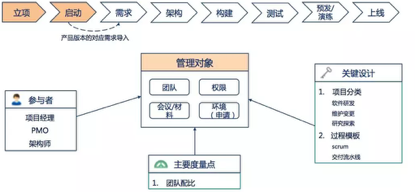 立项
启动
需求
架构
构建
测试
预发/
演练
上线
产品版本的对应需求导入
管理对象
团队
权限
会议/材
料
环境
（申请）
参与者
项目经理
PMO
架构师
关键设计
1. 项目分类
软件研发
维护变更
研究探索
2. 过程模板
scrum
交付流水线
主要度量点
1. 团队配比